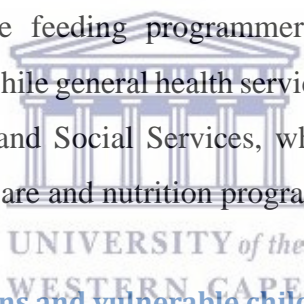 e feeding programmer
hile general health servic
and Social Services, wh
are and nutrition progra
UNIVERSITY of the
WESTERN CAPE
ns and vulnerable chil